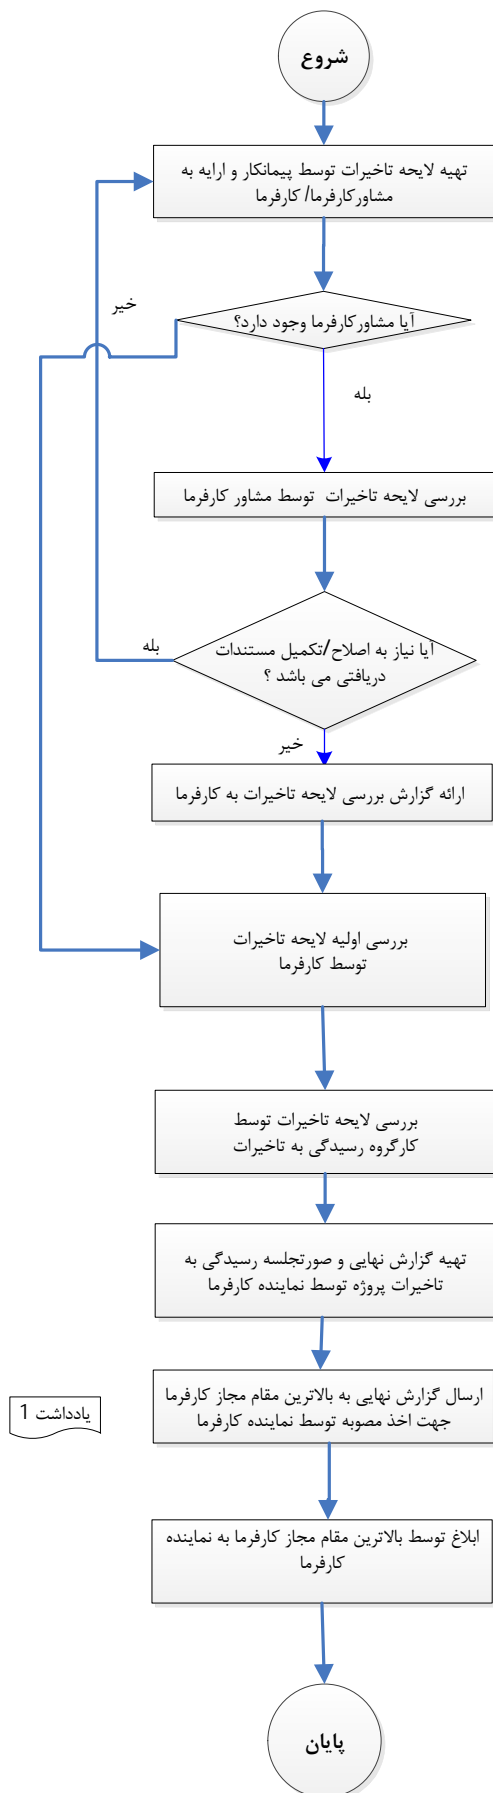 شروع
تهیه لایحه تاخیرات توسط پیمانکار و ارایه به
مشاورکارفرما/ کارفرما
خیر
آیا مشاورکارفرما وجود دارد؟
بله
بررسی لایحه تاخیرات توسط مشاور کارفرما
آیا نیاز به اصلاح/تکمیل مستندات
دریافتی می باشد ؟
بله
خیر
ارائه گزارش بررسی لایحه تاخیرات به کارفرما
بررسی اولیه لایحه تاخیرات
توسط کارفرما
بررسی لایحه تاخیرات توسط
کارگروه رسیدگی به تاخیرات
تهیه گزارش نهایی و صورتجلسه رسیدگی به
تاخیرات پروژه توسط نماینده کارفرما
ارسال گزارش نهایی به بالاترین مقام مجاز کارفرما
جهت اخذ مصوبه توسط نماینده کارفرما
یادداشت 1
ابلاغ توسط بالاترین مقام مجاز کارفرما به نماینده
کارفرما
پایان